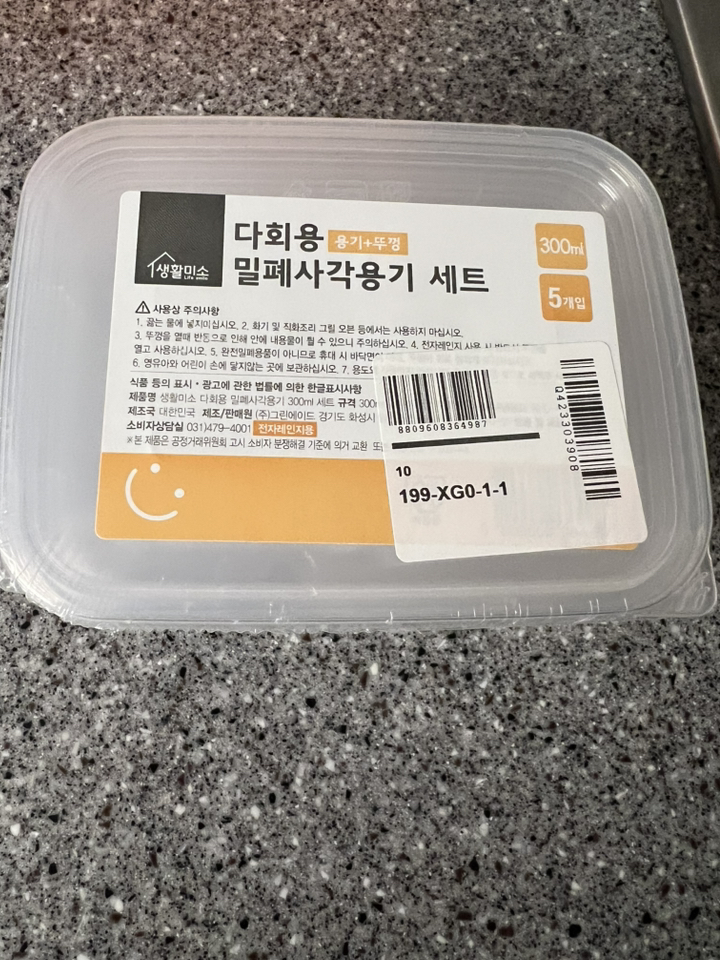 생활미소
Life smile
다회용 용기+뚜껑
밀폐사각용기 세트
300ml
5개입
사용상 주의사항
1. 끓는 물에 넣지마십시오. 2. 화기 및 직화조리 그릴 오븐 등에서는 사용하지 마십시오.
3. 뚜껑을 열때 반동으로 인해 안에 내용물이 튈 수 있으니 주의하십시오. 4. 전자레인지 사용 시 반드시
열고 사용하십시오. 5. 완전밀폐용품이 아니므로 휴대 시 바닥면이
6. 영유아와 어린이 손에 닿지않는 곳에 보관하십시오. 7. 용도
식품 등의 표시 • 광고에 관한 법률에 의한 한글표시사항
제품명 생활미소 다회용 밀폐사각용기 300ml 세트 규격 300
제조국 대한민국 제조/판매원 (주)그린에이드 경기도 화성시
소비자상담실 031)479-4001 전자레인지용
※본 제품은 공정거래위원회 고시 소비자 분쟁해결 기준에 의거 교환 또
8809608364987
10
199-XG0-1-1
Q423303908